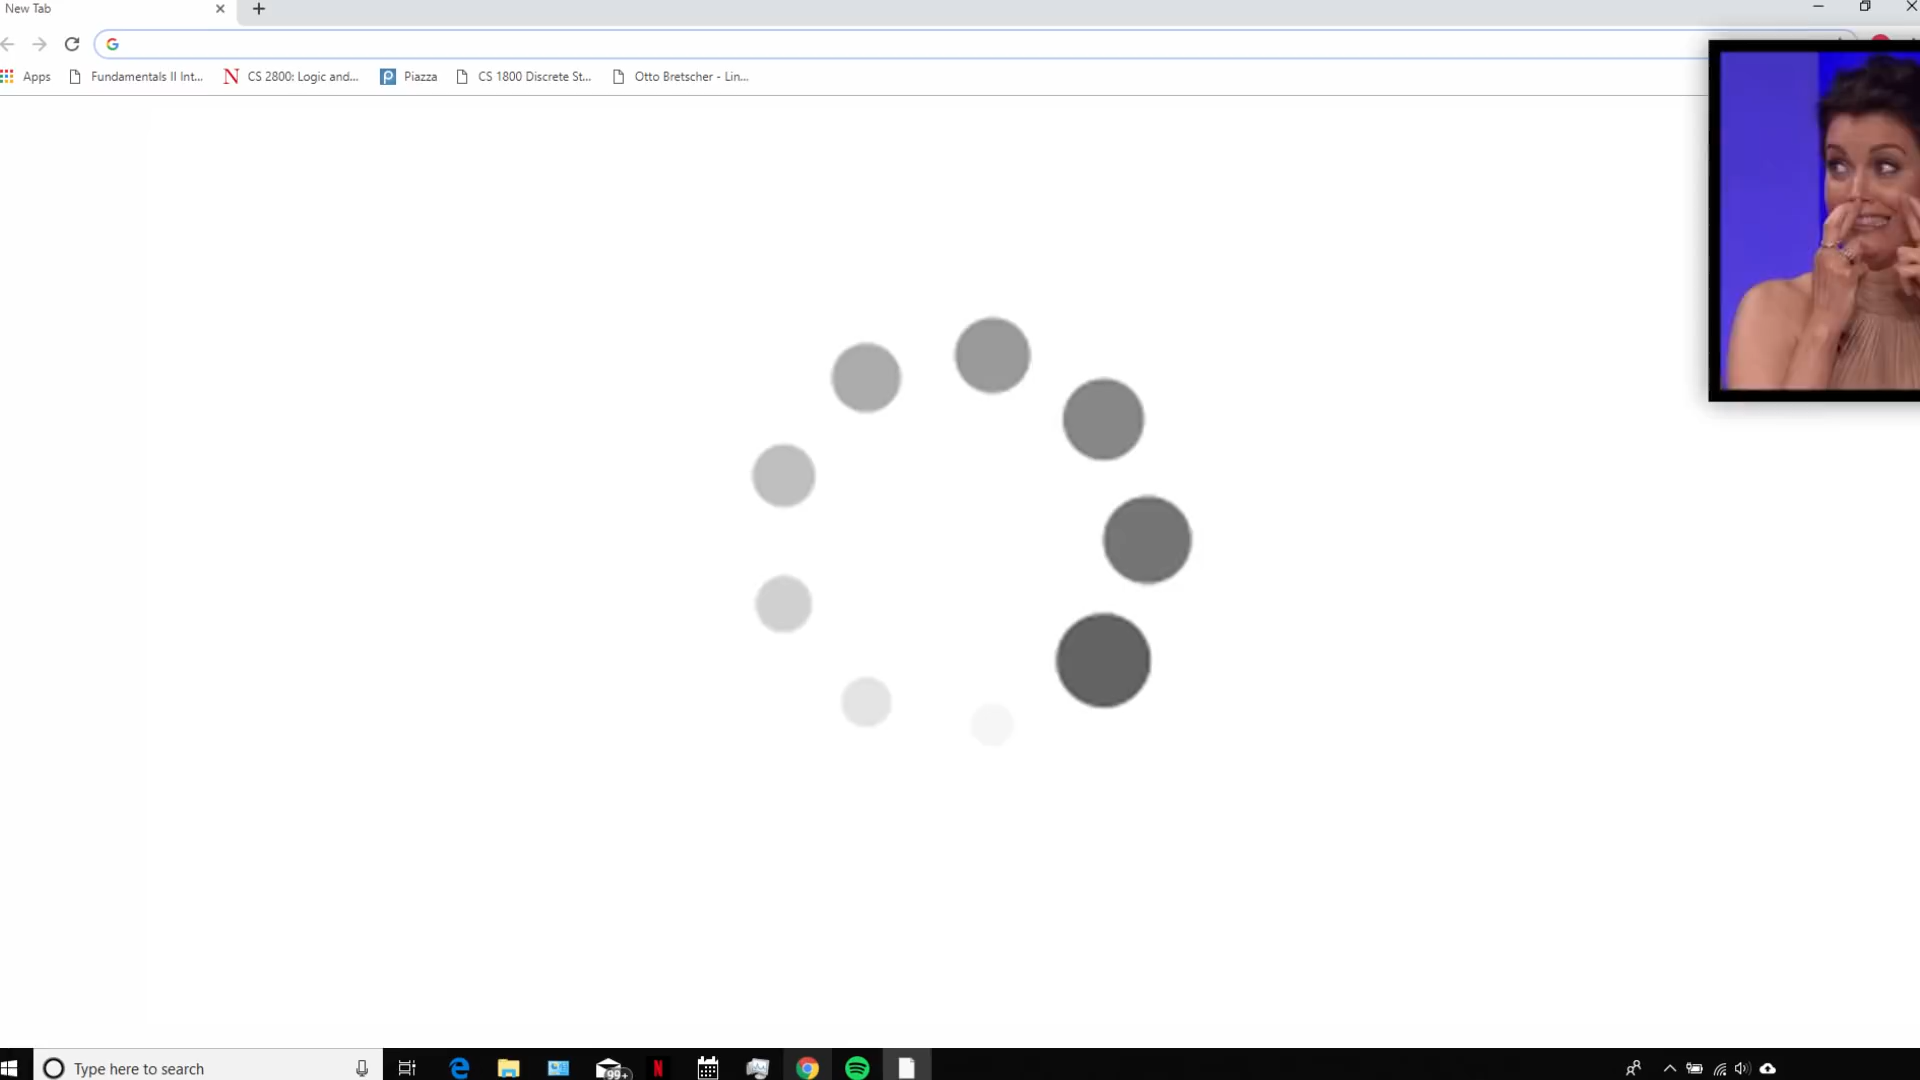 New Tab
Apps Fundamentals II Int... CS 2800: Logic and... Piazza CS 1800 Discrete St... Otto Bretscher - Lin...
Type here to search
99+